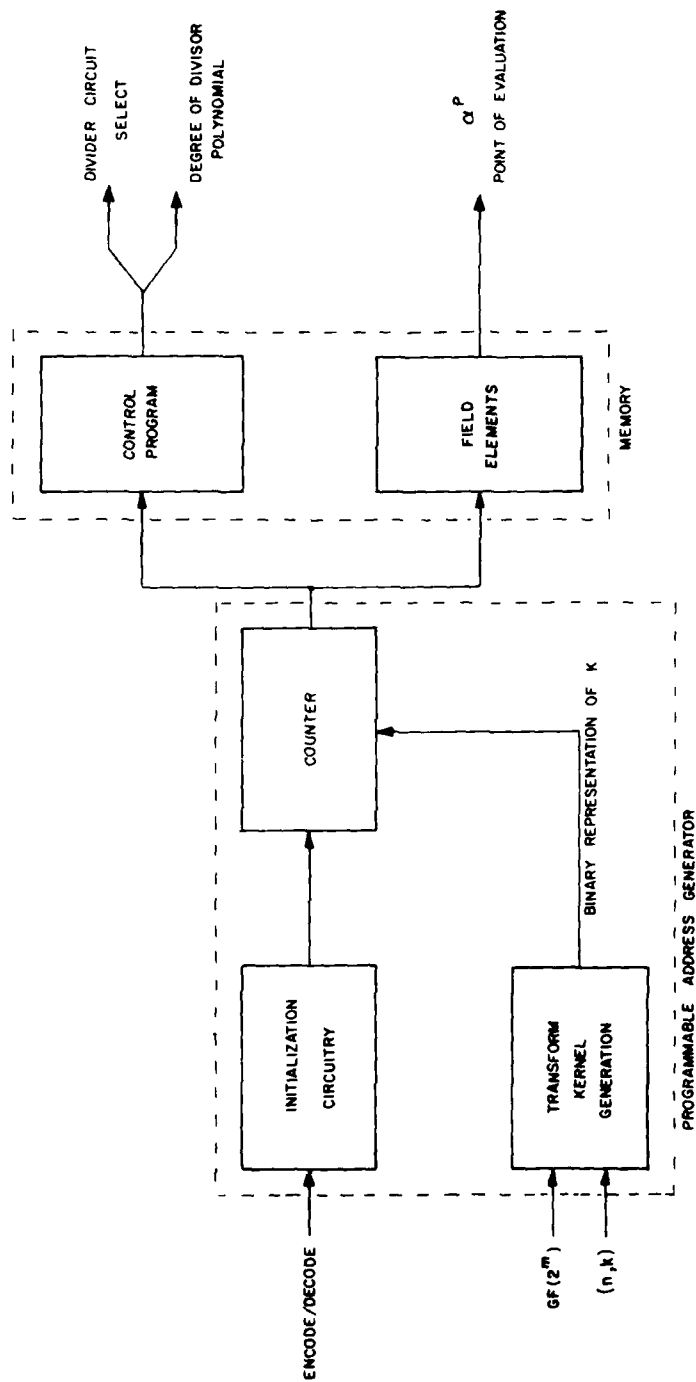 ENCODE/DECODE
GF(2^m)
(n,k)
INITIALIZATION
CIRCUITRY
TRANSFORM
KERNEL
GENERATION
COUNTER
BINARY REPRESENTATION OF K
PROGRAMMABLE ADDRESS GENERATOR
CONTROL
PROGRAM
FIELD
ELEMENTS
MEMORY
DIVIDER CIRCUIT
SELECT
DEGREE OF DIVISOR
POLYNOMIAL
α^P
POINT OF EVALUATION